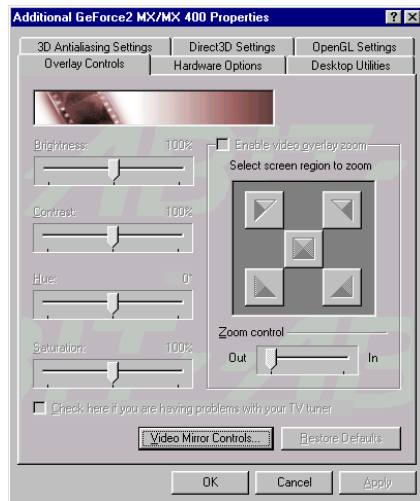 Additional GeForce2 MX/MX 400 Properties
3D Antialiasing Settings
Direct3D Settings
OpenGL Settings
Overlay Controls
Hardware Options
Desktop Utilities
Brightness: 100%
Enable video overlay zoom
Select screen region to zoom
Contrast: 100%
Hue: 0°
Zoom control
Out In
Saturation: 100%
Check here if you are having problems with your TV tuner
Video Mirror Controls...
Restore Defaults
OK
Cancel
Apply